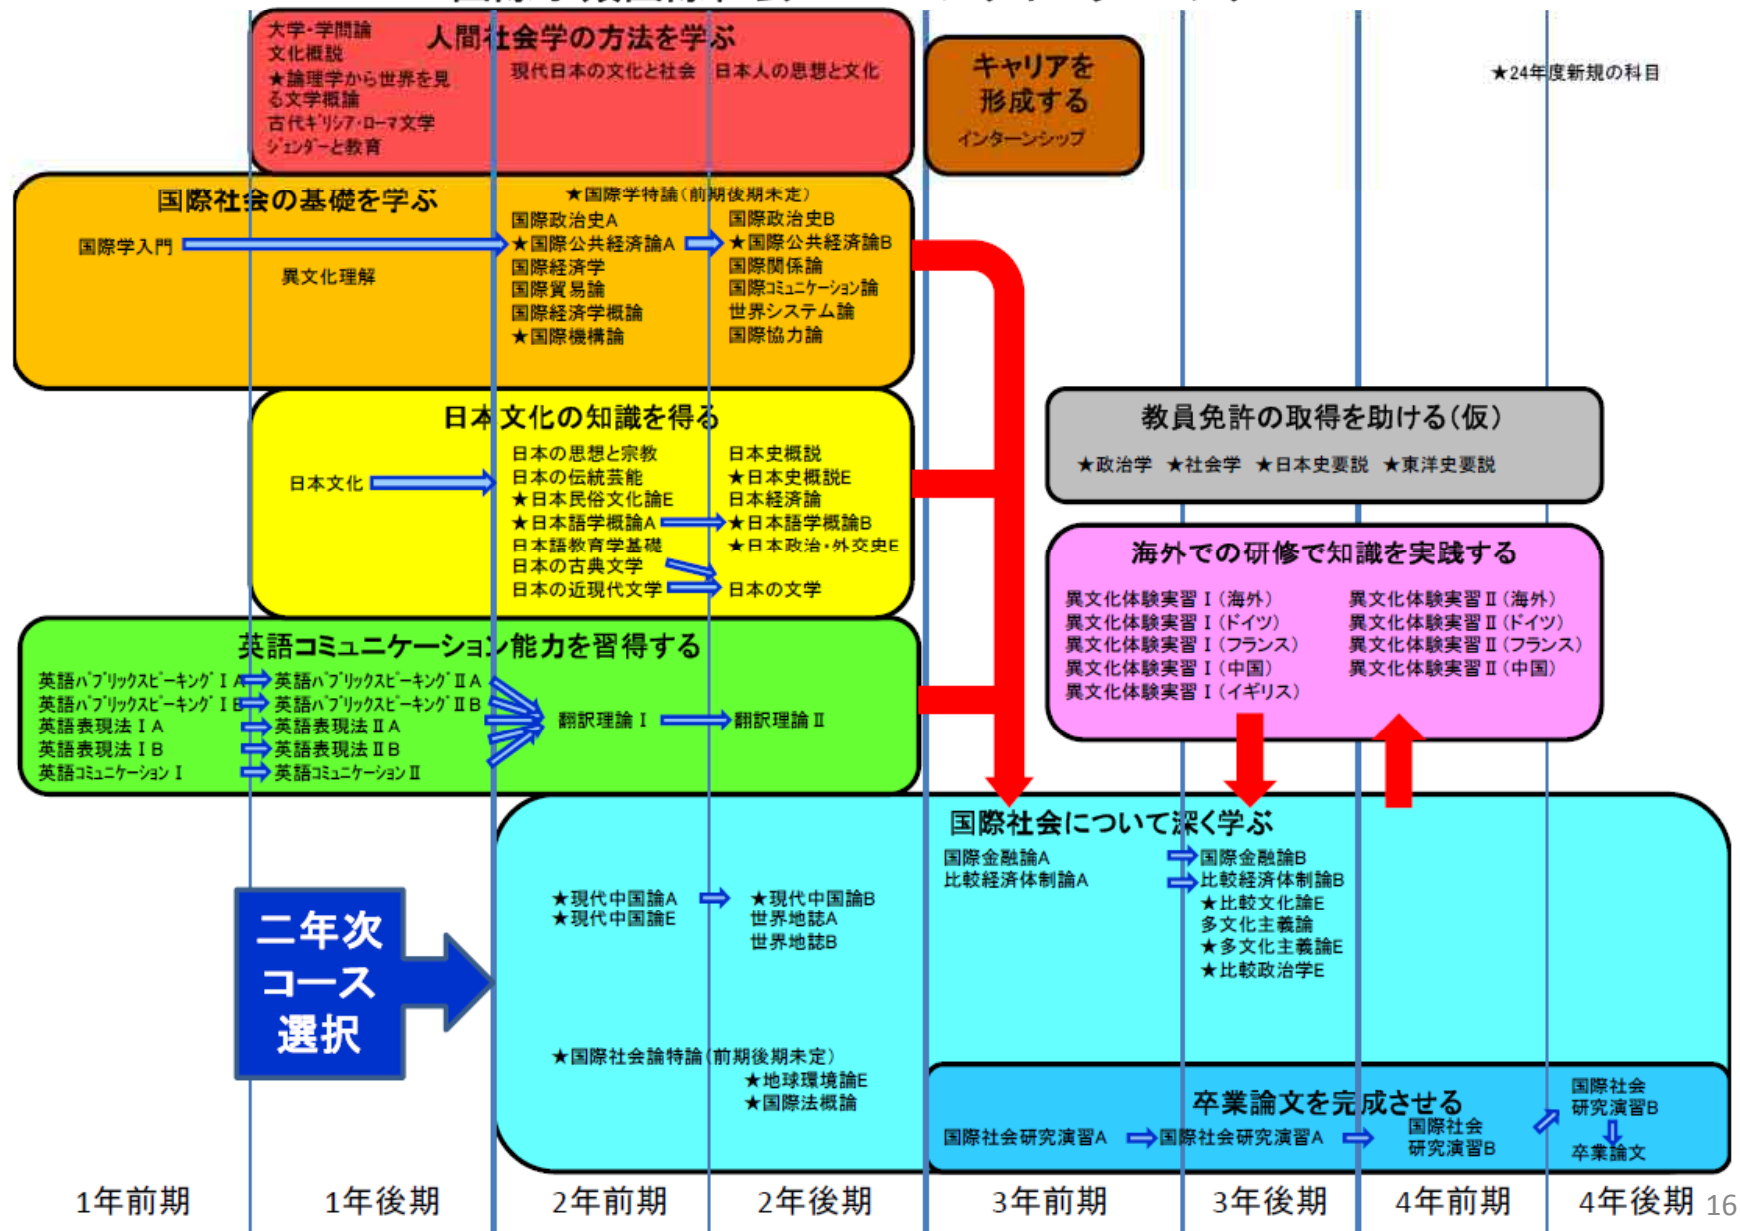 大学・学問論
文化概説
★論理学から世界を見
る文学概論
古代ギリシア・ローマ文学
ジェンダーと教育
人間社会学の方法を学ぶ
現代日本の文化と社会
日本人の思想と文化
キャリアを
形成する
インターンシップ
★24年度新規の科目
国際社会の基礎を学ぶ
国際学入門
異文化理解
★国際学特論(前期後期未定)
国際政治史A
★国際公共経済論A
国際経済学
国際貿易論
国際経済学概論
★国際機構論
国際政治史B
★国際公共経済論B
国際関係論
国際コミュニケーション論
世界システム論
国際協力論
日本文化の知識を得る
日本文化
日本の思想と宗教
日本の伝統芸能
★日本民俗文化論E
★日本語学概論A
日本語教育学基礎
日本の古典文学
日本の近現代文学
日本史概説
★日本史概説E
日本経済論
★日本語学概論B
★日本政治・外交史E
日本の文学
教員免許の取得を助ける(仮)
★政治学 ★社会学 ★日本史要説 ★東洋史要説
海外での研修で知識を実践する
異文化体験実習Ⅰ(海外)
異文化体験実習Ⅰ(ドイツ)
異文化体験実習Ⅰ(フランス)
異文化体験実習Ⅰ(中国)
異文化体験実習Ⅰ(イギリス)
異文化体験実習Ⅱ(海外)
異文化体験実習Ⅱ(ドイツ)
異文化体験実習Ⅱ(フランス)
異文化体験実習Ⅱ(中国)
英語コミュニケーション能力を習得する
英語パブリックスピーキングⅠA
英語パブリックスピーキングⅠB
英語表現法ⅠA
英語表現法ⅠB
英語コミュニケーションⅠ
英語パブリックスピーキングⅡA
英語パブリックスピーキングⅡB
英語表現法ⅡA
英語表現法ⅡB
英語コミュニケーションⅡ
翻訳理論Ⅰ
翻訳理論Ⅱ
国際社会について深く学ぶ
国際金融論A
比較経済体制論A
国際金融論B
比較経済体制論B
★比較文化論E
多文化主義論
★多文化主義論E
★比較政治学E
★現代中国論A
★現代中国論E
★現代中国論B
世界地誌A
世界地誌B
二年次
コース
選択
★国際社会論特論(前期後期未定)
★地球環境論E
★国際法概論
卒業論文を完成させる
国際社会研究演習A
国際社会研究演習A
国際社会
研究演習B
国際社会
研究演習B
卒業論文
1年前期
1年後期
2年前期
2年後期
3年前期
3年後期
4年前期
4年後期
16